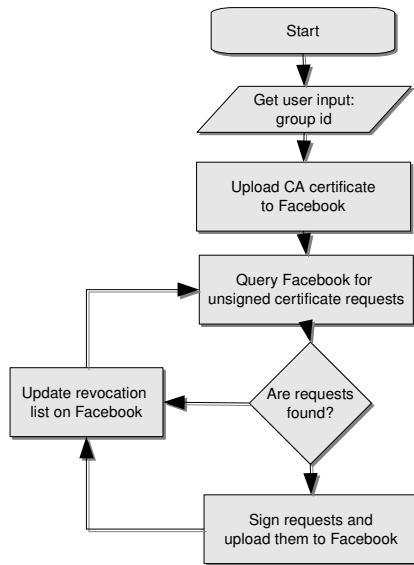 Start
Get user input:
group id
Upload CA certificate
to Facebook
Query Facebook for
unsigned certificate requests
Are requests
found?
Update revocation
list on Facebook
Sign requests and
upload them to Facebook